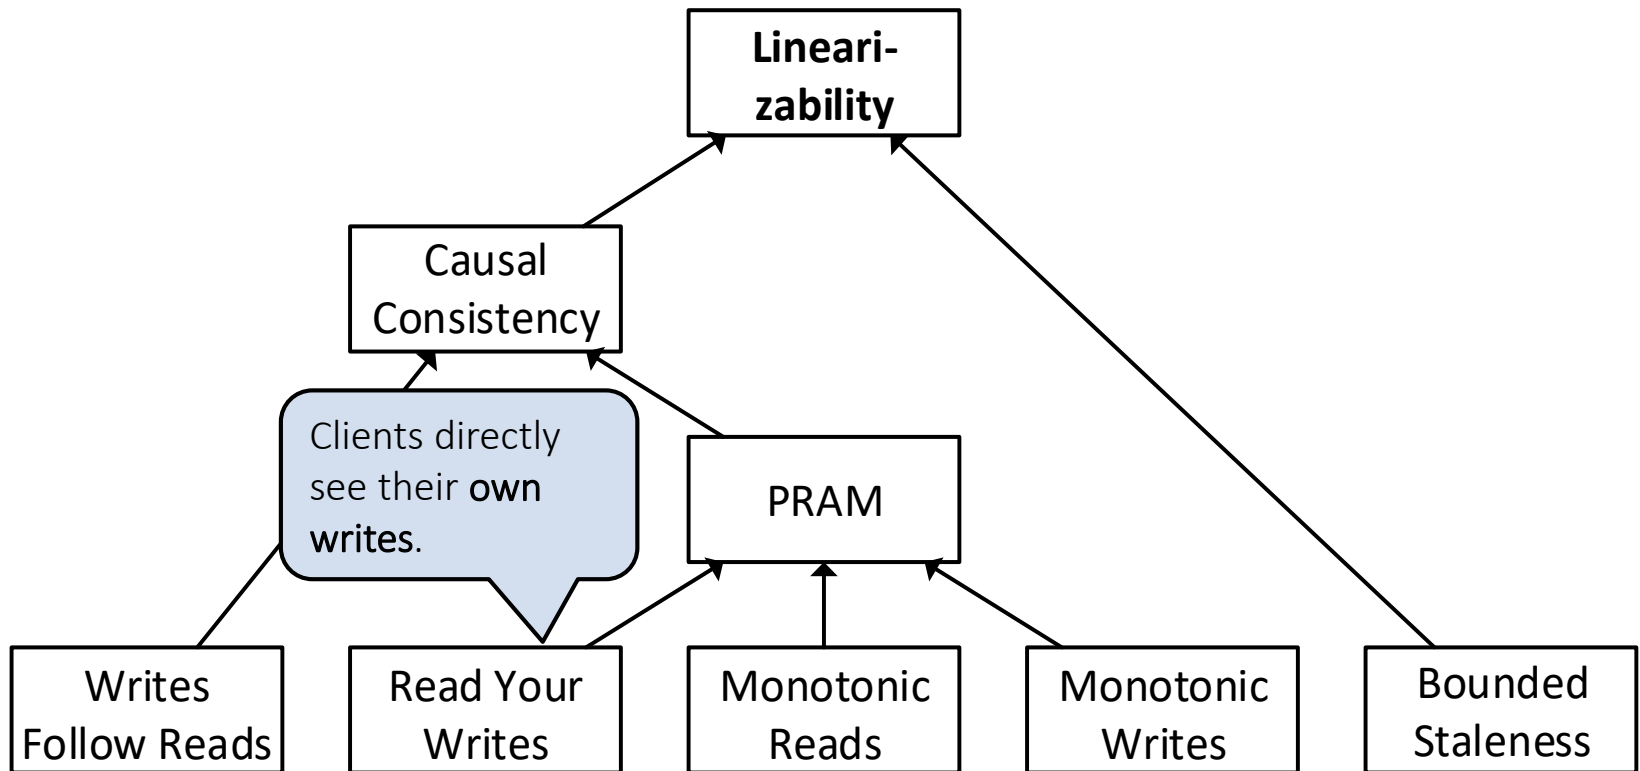 Lineari-
zability
Causal
Consistency
Clients directly
see their own
writes.
PRAM
Writes
Follow Reads
Read Your
Writes
Monotonic
Reads
Monotonic
Writes
Bounded
Staleness